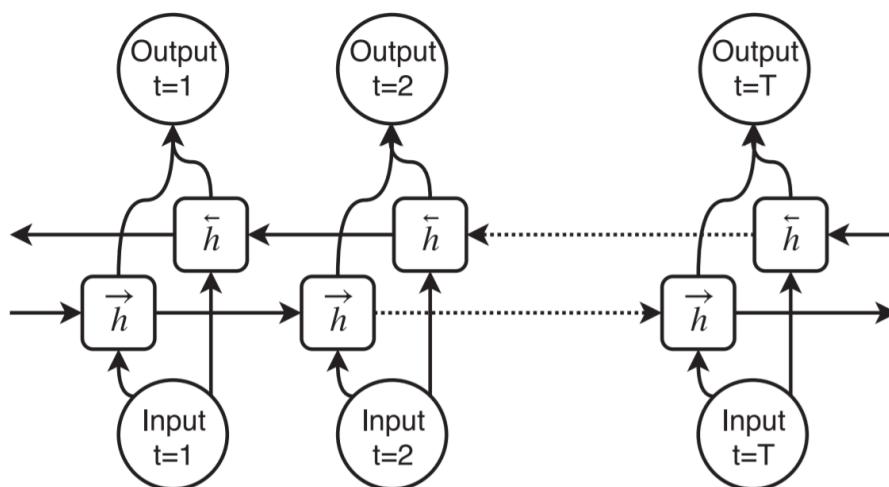 Output
t=1
Output
t=2
Output
t=T
←h
←h
←h
→h
→h
→h
Input
t=1
Input
t=2
Input
t=T